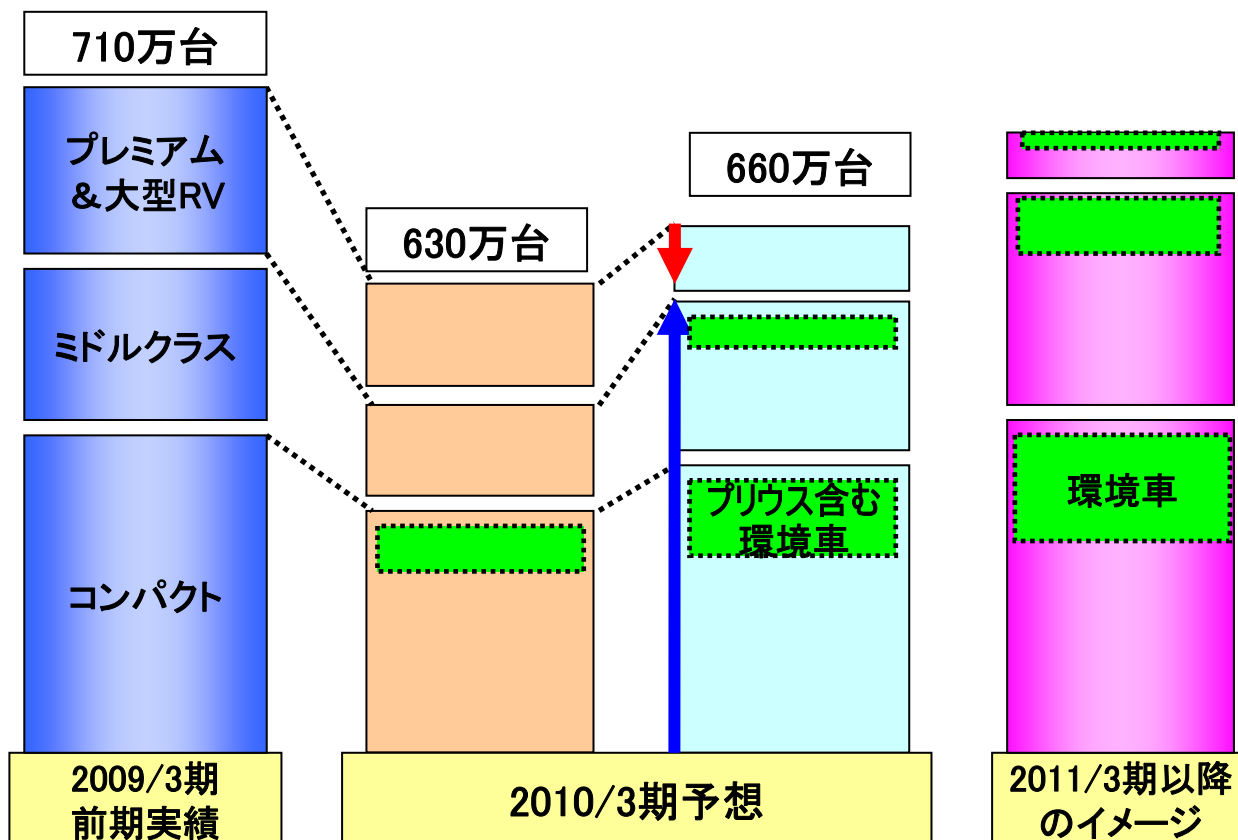 710万台
プレミアム
&大型RV
ミドルクラス
コンパクト
2009/3期
前期実績
630万台
660万台
プリウス含む
環境車
2010/3期予想
環境車
2011/3期以降
のイメージ